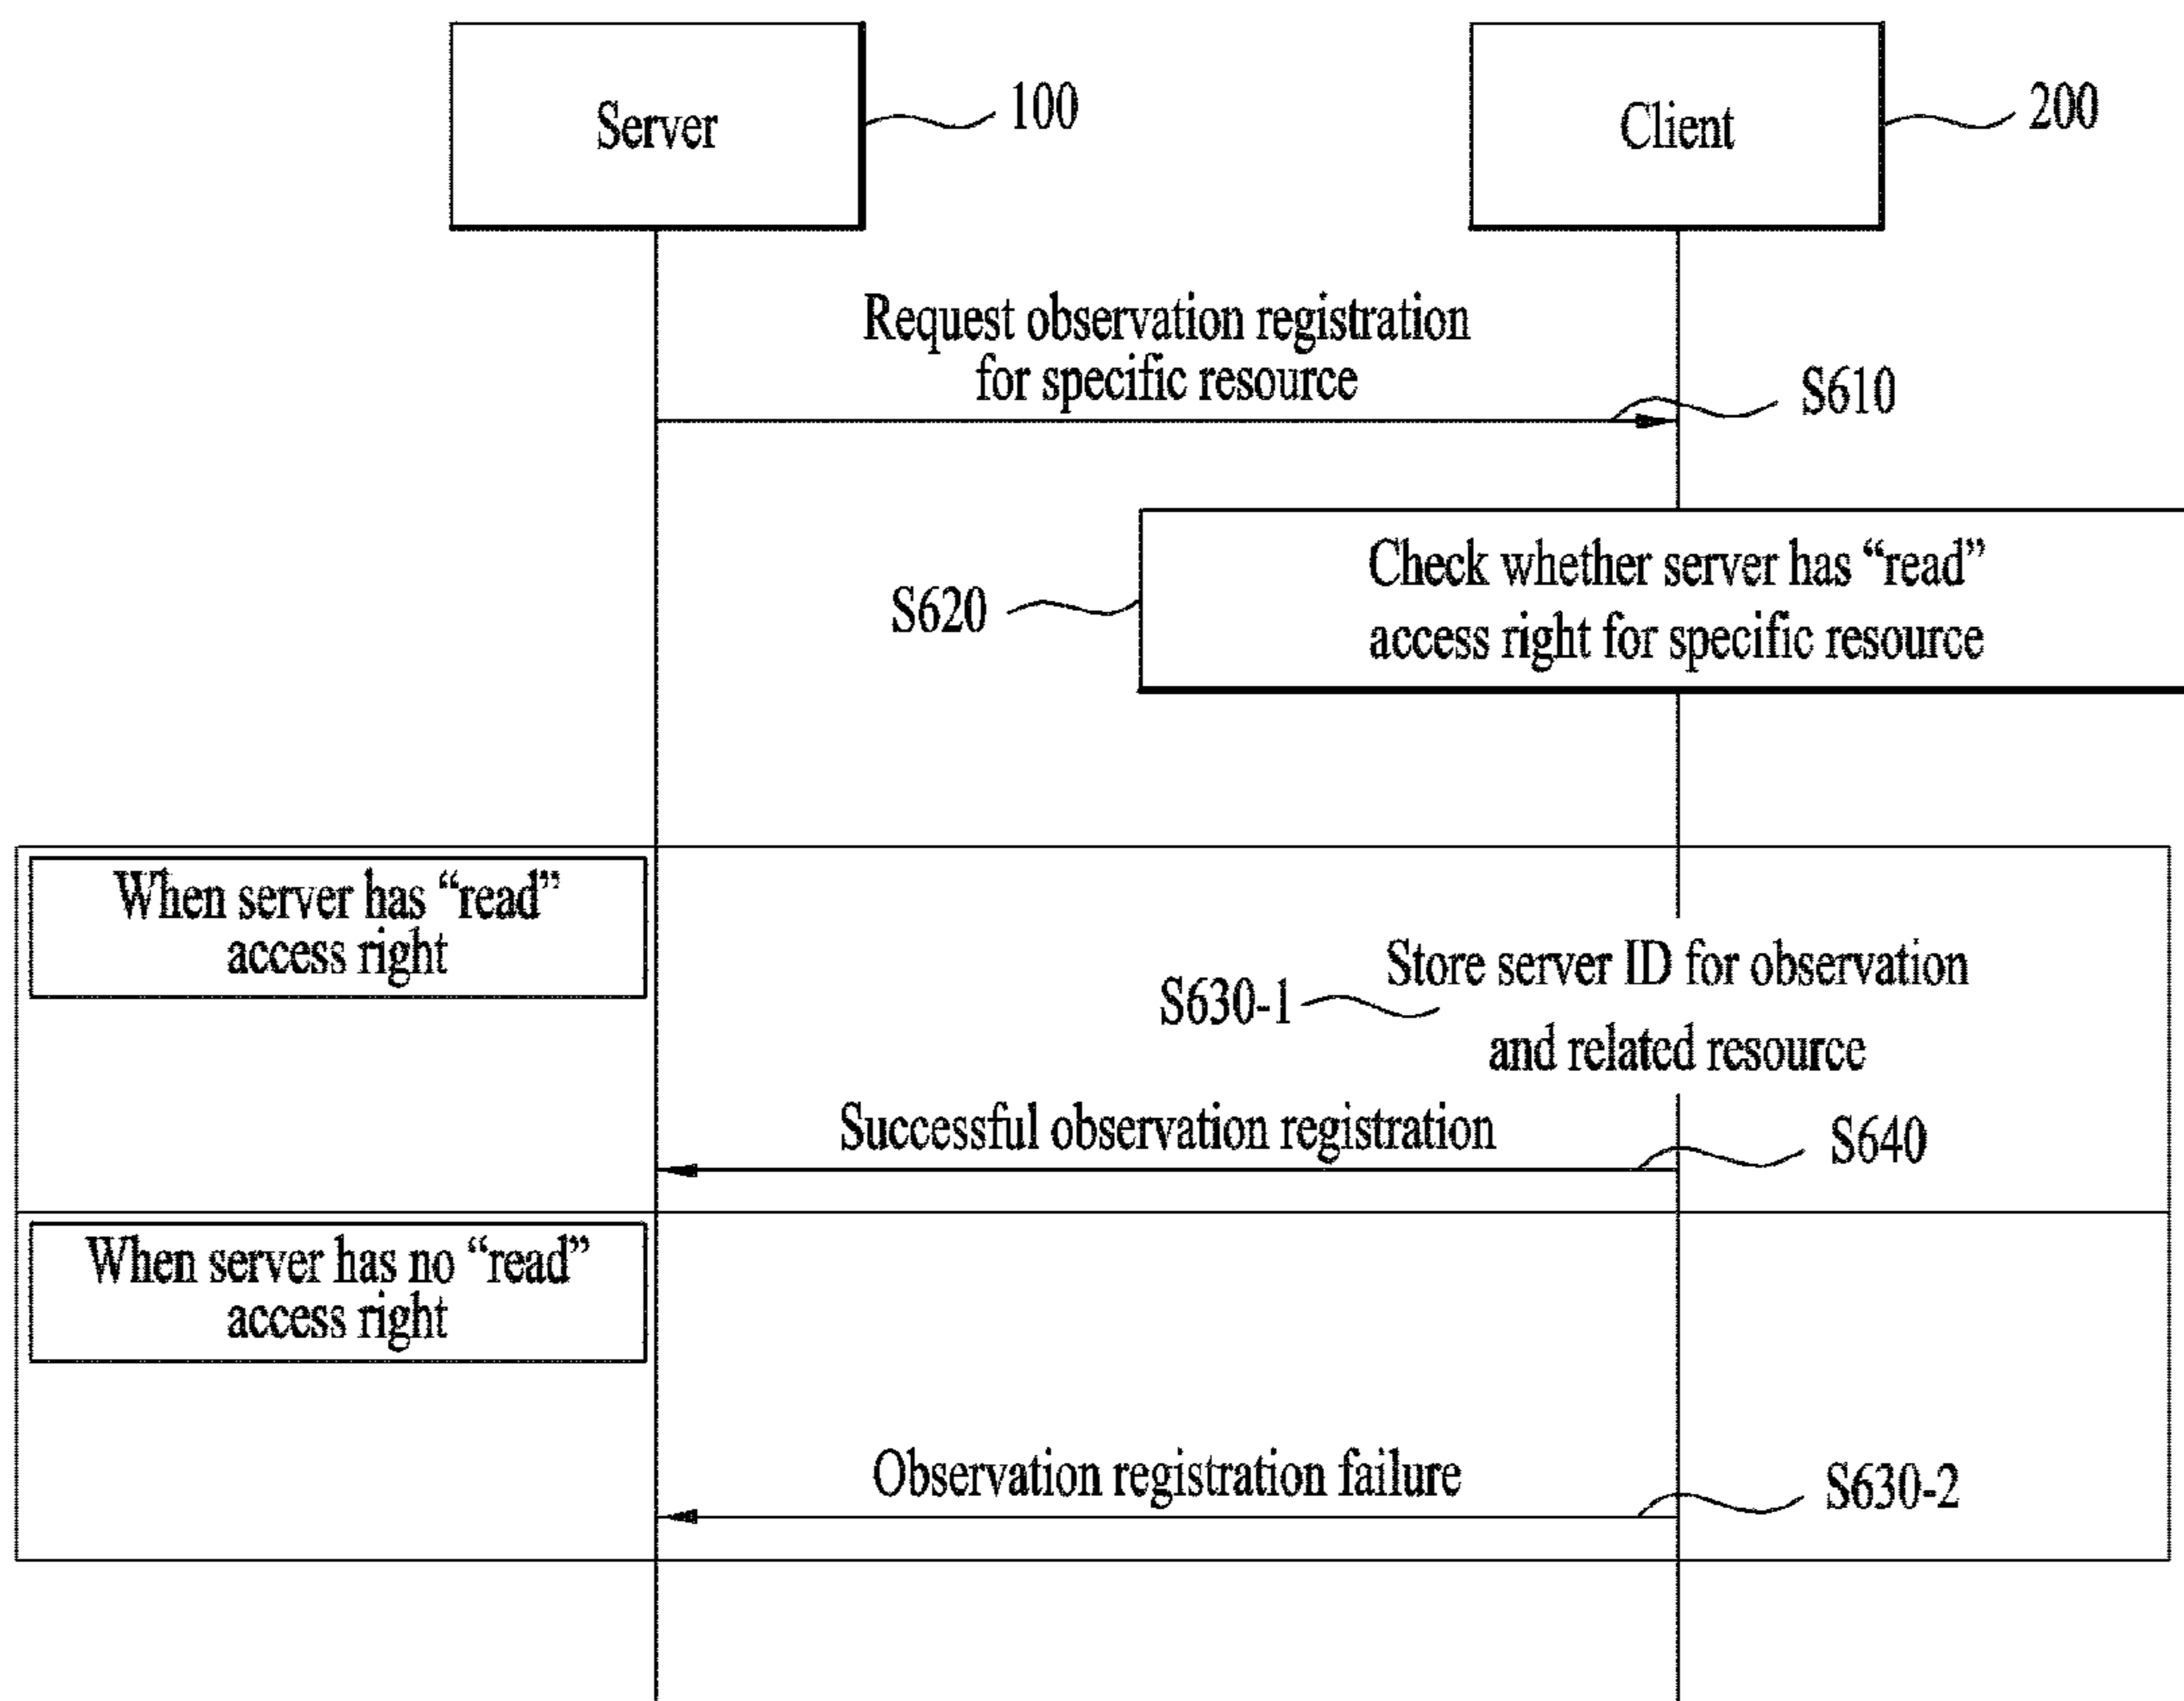 Server
100
Client
200
Request observation registration
for specific resource
S610
Check whether server has “read”
access right for specific resource
S620
When server has “read”
access right
Store server ID for observation
and related resource
S630-1
Successful observation registration
S640
When server has no “read”
access right
Observation registration failure
S630-2